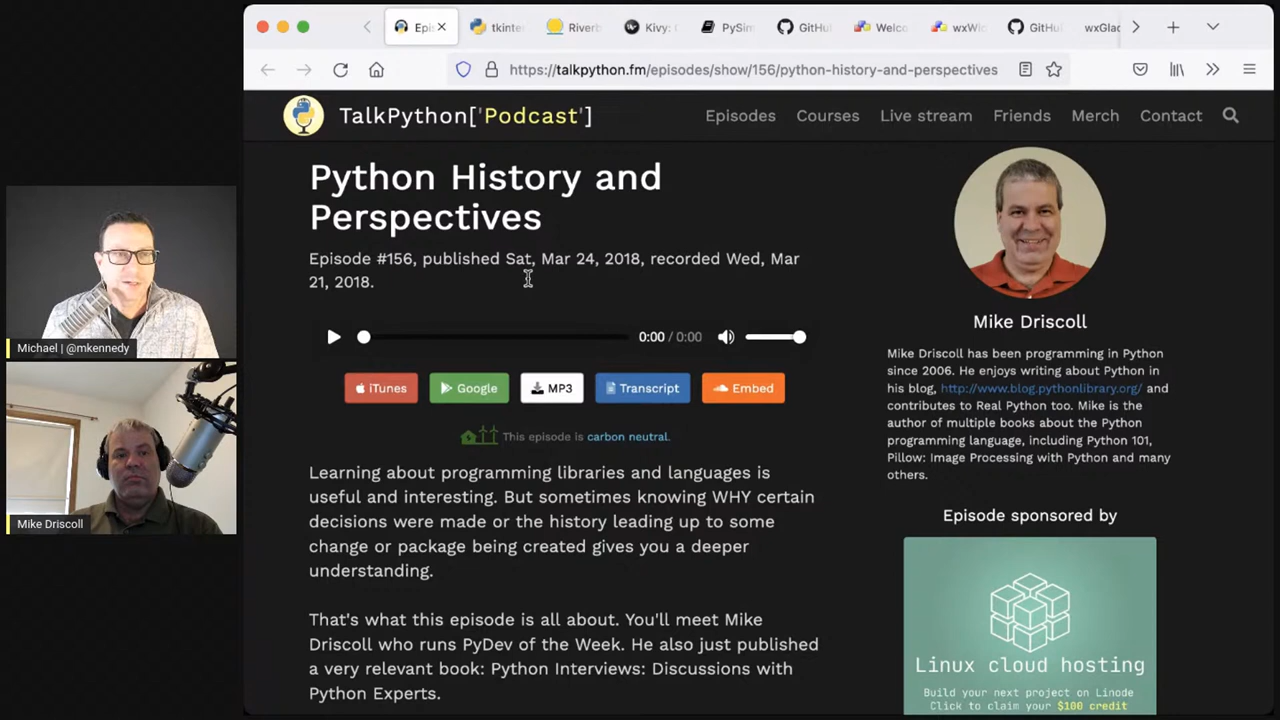 Epis
tkinter
Riverb
Kivy: C
PySim
GitHu
Welco
wxWid
GitHu
wxGlad
https://talkpython.fm/episodes/show/156/python-history-and-perspectives
TalkPython['Podcast']
Episodes
Courses
Live stream
Friends
Merch
Contact
Python History and
Perspectives
Episode #156, published Sat, Mar 24, 2018, recorded Wed, Mar
21, 2018.
0:00 / 0:00
iTunes
Google
MP3
Transcript
Embed
This episode is carbon neutral.
Learning about programming libraries and languages is
useful and interesting. But sometimes knowing WHY certain
decisions were made or the history leading up to some
change or package being created gives you a deeper
understanding.
That's what this episode is all about. You'll meet Mike
Driscoll who runs PyDev of the Week. He also just published
a very relevant book: Python Interviews: Discussions with
Python Experts.
Mike Driscoll
Mike Driscoll has been programming in Python
since 2006. He enjoys writing about Python in
his blog, http://www.blog.pythonlibrary.org/ and
contributes to Real Python too. Mike is the
author of multiple books about the Python
programming language, including Python 101,
Pillow: Image Processing with Python and many
others.
Episode sponsored by
Linux cloud hosting
Build your next project on Linode
Click to claim your $100 credit
Michael | @mkennedy
Mike Driscoll